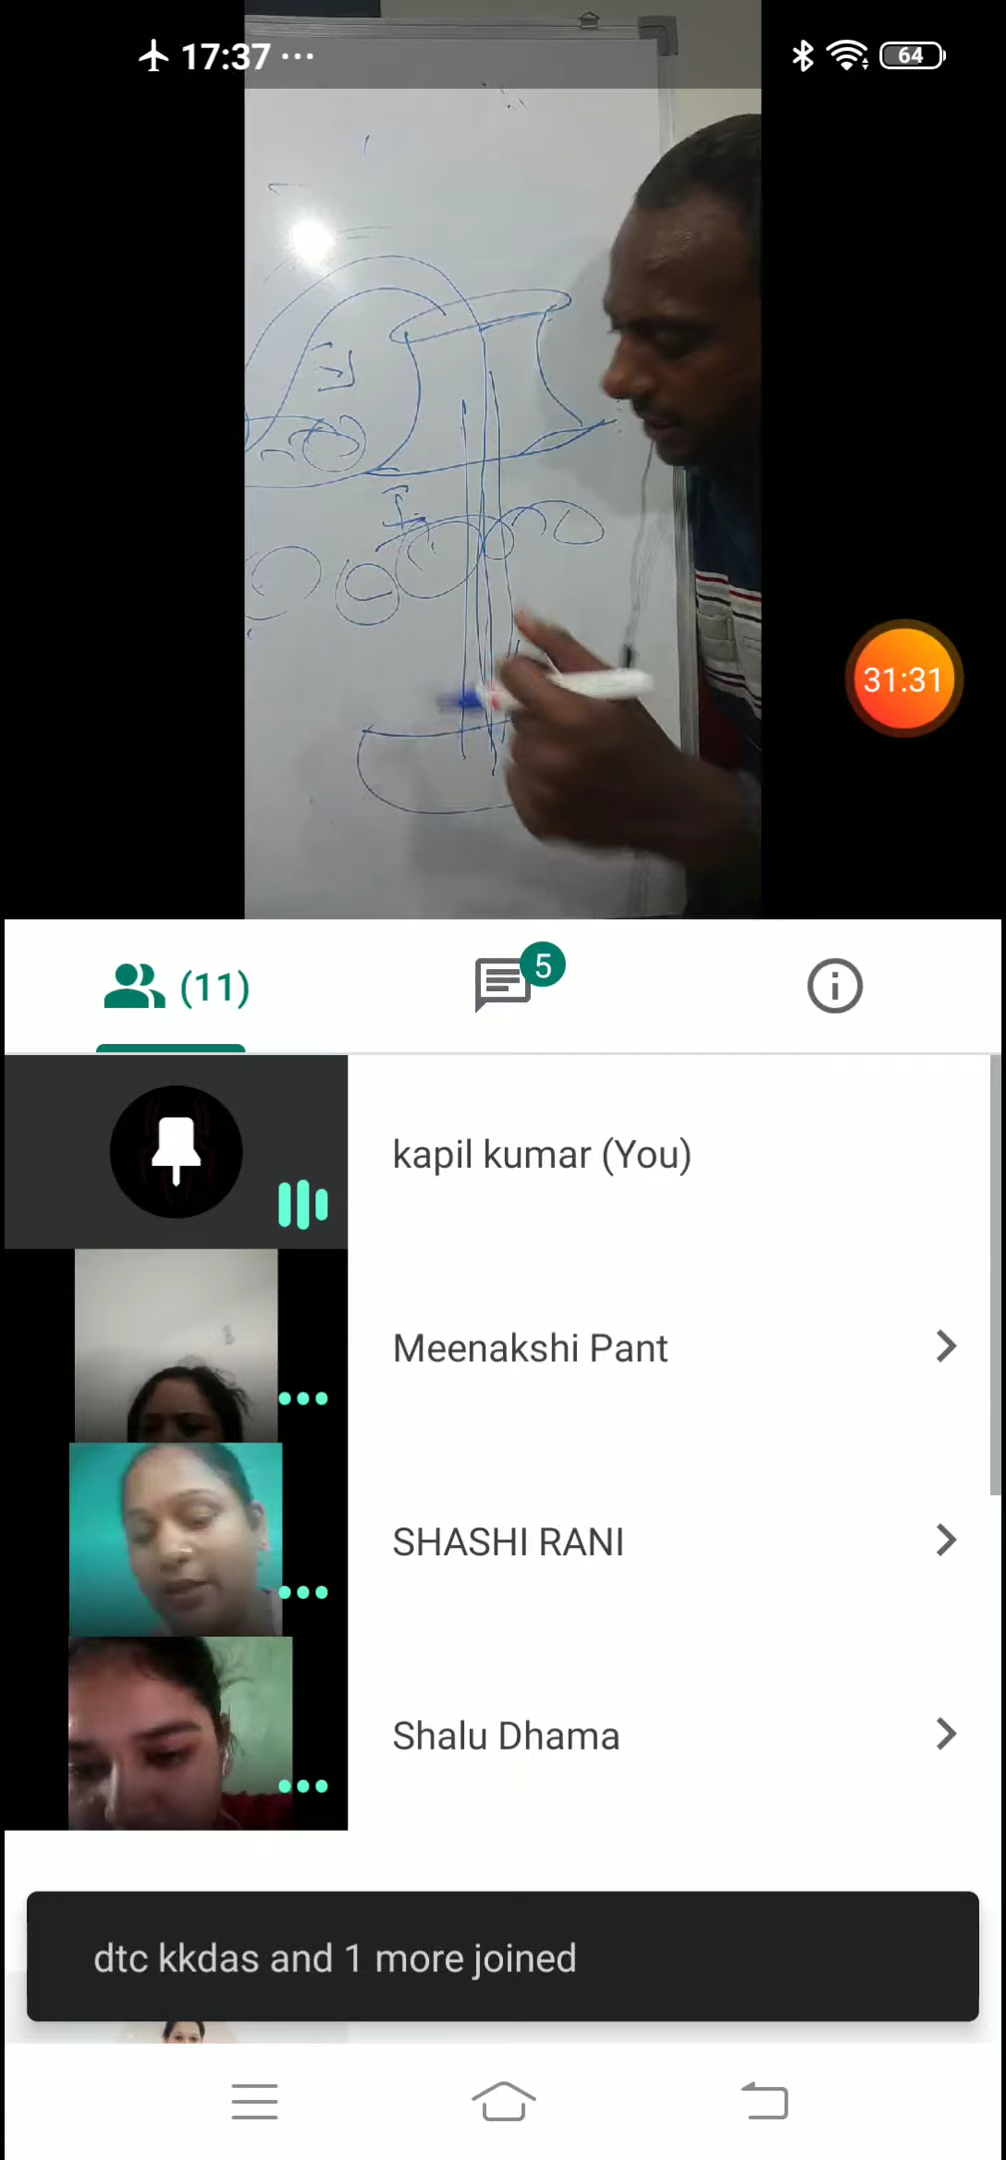 17:37 ...
64
31:31
(11)
5
kapil kumar (You)
Meenakshi Pant
SHASHI RANI
Shalu Dhama
dtc kkdas and 1 more joined